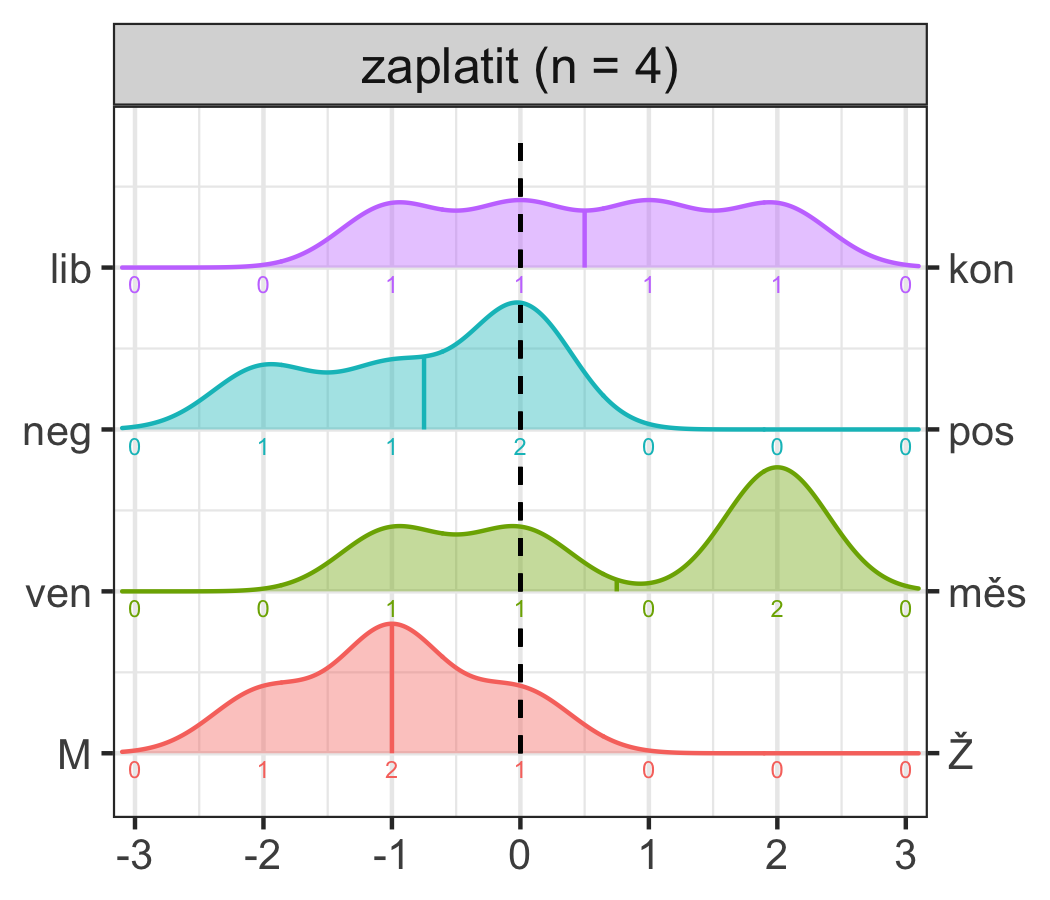 zaplatit (n = 4)
lib kon
0 0 1 1 1 1 0
neg pos
0 1 1 2 0 0 0
ven měs
0 0 1 1 0 2 0
M Ž
0 1 2 1 0 0 0
-3 -2 -1 0 1 2 3